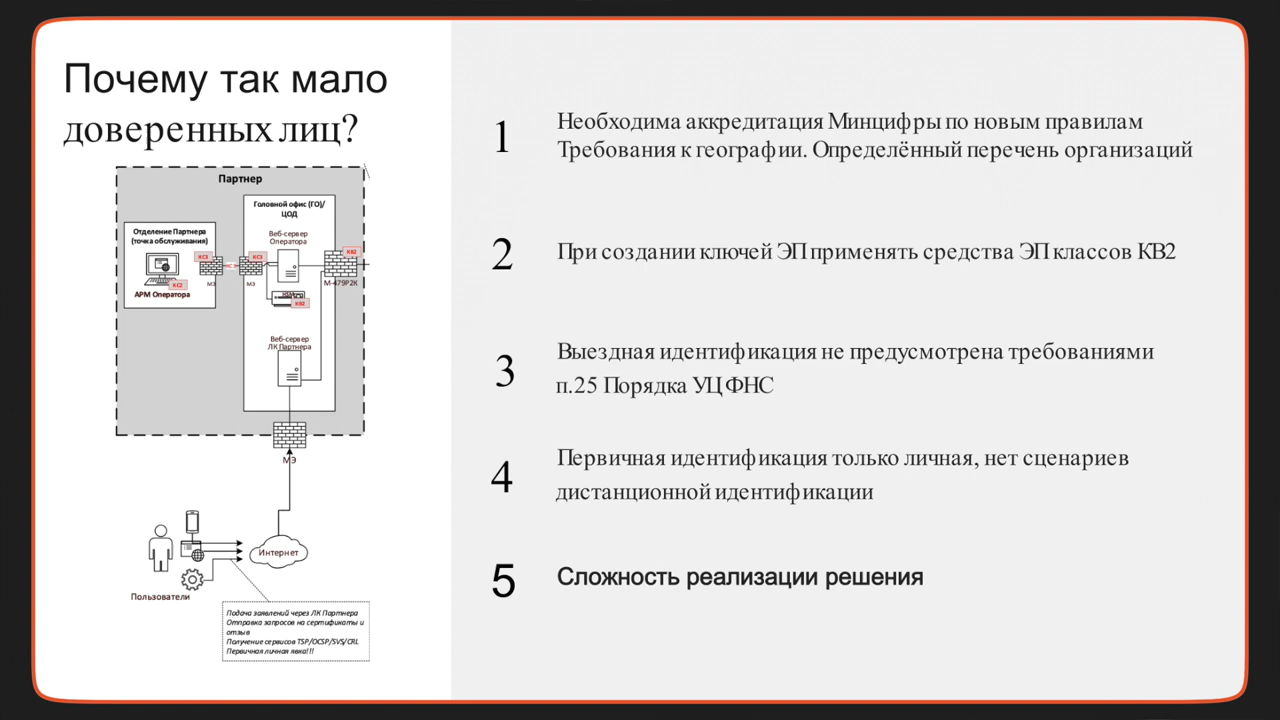 Почему так мало
доверенных лиц?
Партнер
Головной офис (ГО)/
ЦОД
Отделение Партнера
(точка обслуживания)
Веб-сервер
Оператора
КС3
КС3
КВ2
КС2
МЭ
МЭ
М-479Р2К
АРМ Оператора
КВ2
Веб-сервер
ЛК Партнера
МЭ
Интернет
Пользователи
Подача заявлений через ЛК Партнера
Отправка запросов на сертификаты и
отзыв
Получение сервисов TSP/OCSP/SVS/CRL
Первичная личная явка!!!
1
Необходима аккредитация Минцифры по новым правилам
Требования к географии. Определённый перечень организаций
2
При создании ключей ЭП применять средства ЭП классов КВ2
3
Выездная идентификация не предусмотрена требованиями
п.25 Порядка УЦ ФНС
4
Первичная идентификация только личная, нет сценариев
дистанционной идентификации
5
Сложность реализации решения